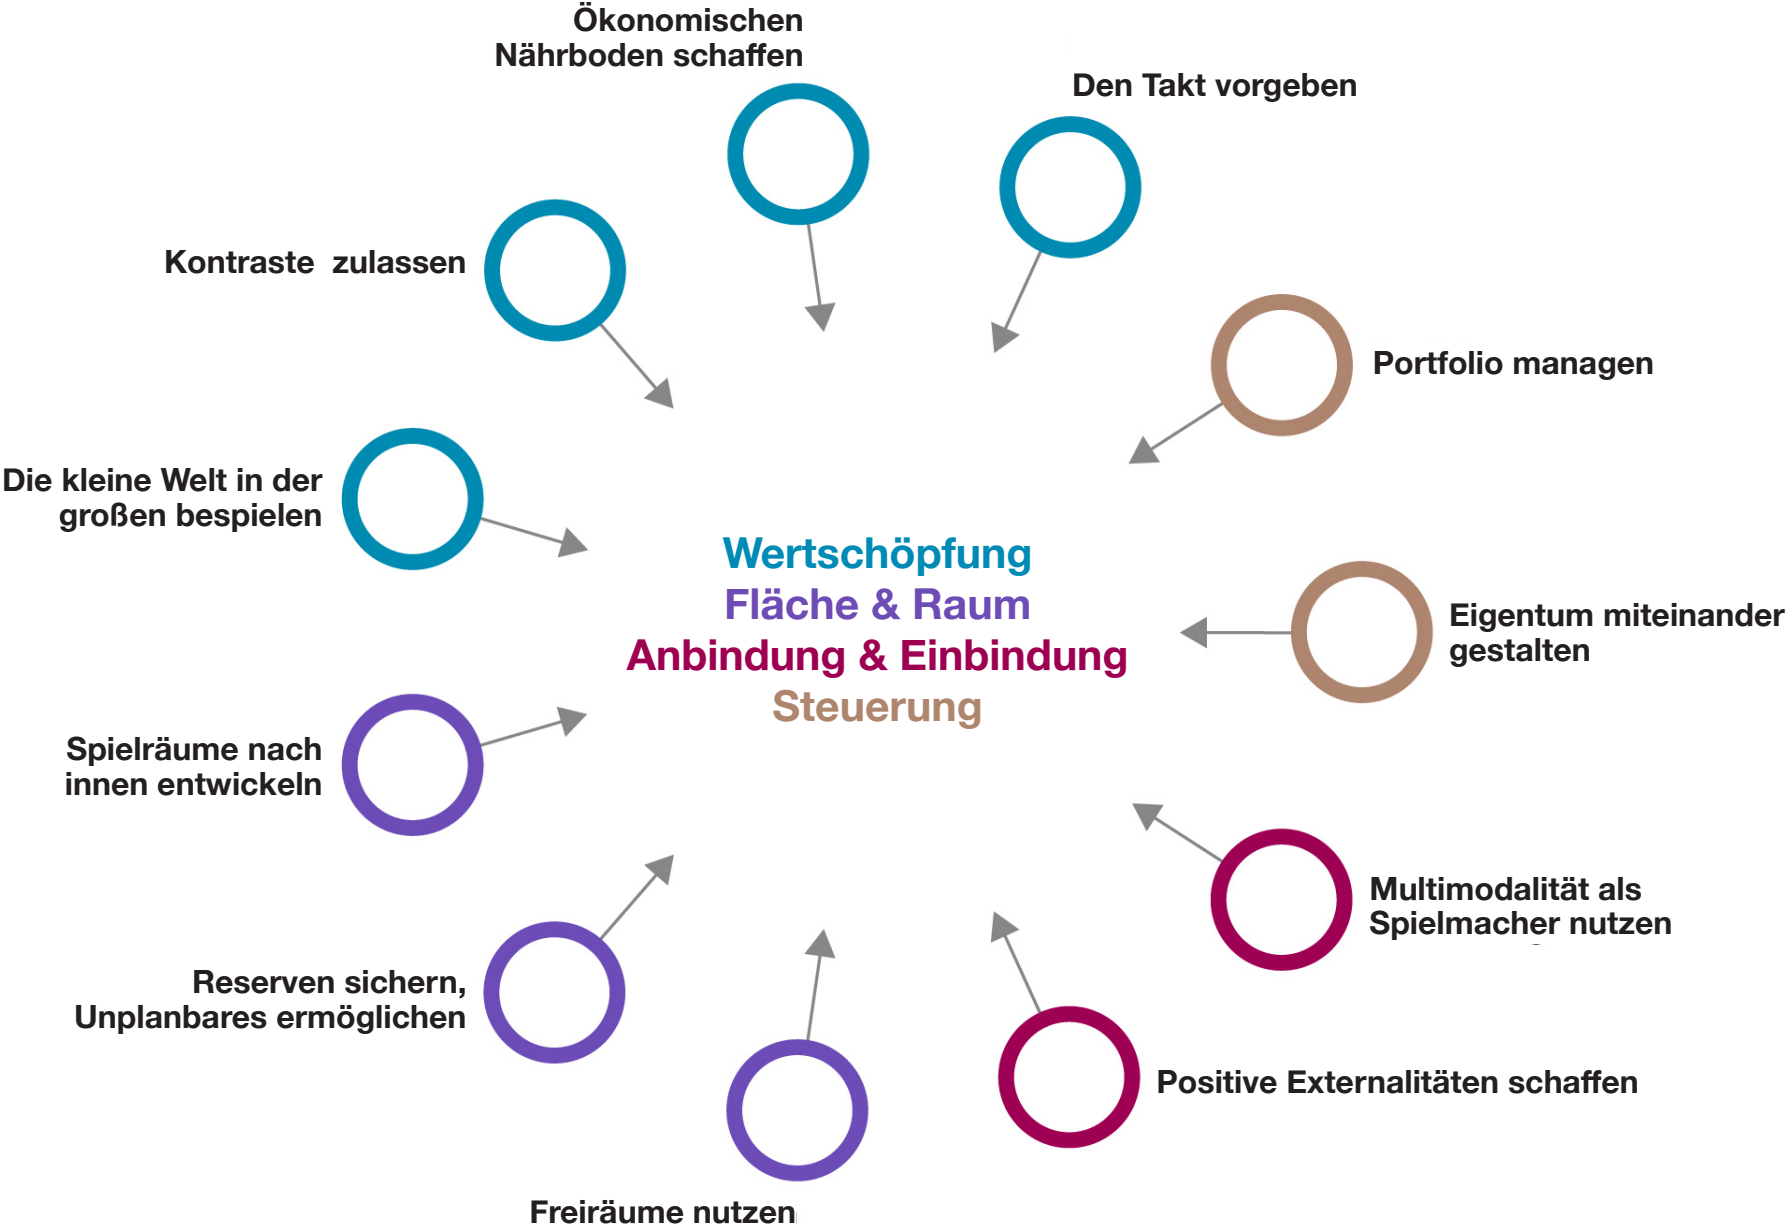 Ökonomischen
Nährboden schaffen
Den Takt vorgeben
Kontraste zulassen
Portfolio managen
Die kleine Welt in der
großen bespielen
Wertschöpfung
Fläche & Raum
Anbindung & Einbindung
Steuerung
Eigentum miteinander
gestalten
Spielräume nach
innen entwickeln
Multimodalität als
Spielmacher nutzen
Reserven sichern,
Unplanbares ermöglichen
Positive Externalitäten schaffen
Freiräume nutzen